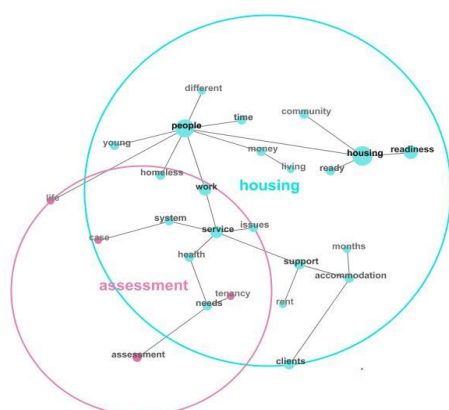 different
people
time
community
young
money
housing
readiness
living
ready
homeless
work
housing
life
system
service
issues
case
health
months
support
accommodation
assessment
tenancy
needs
rent
assessment
clients